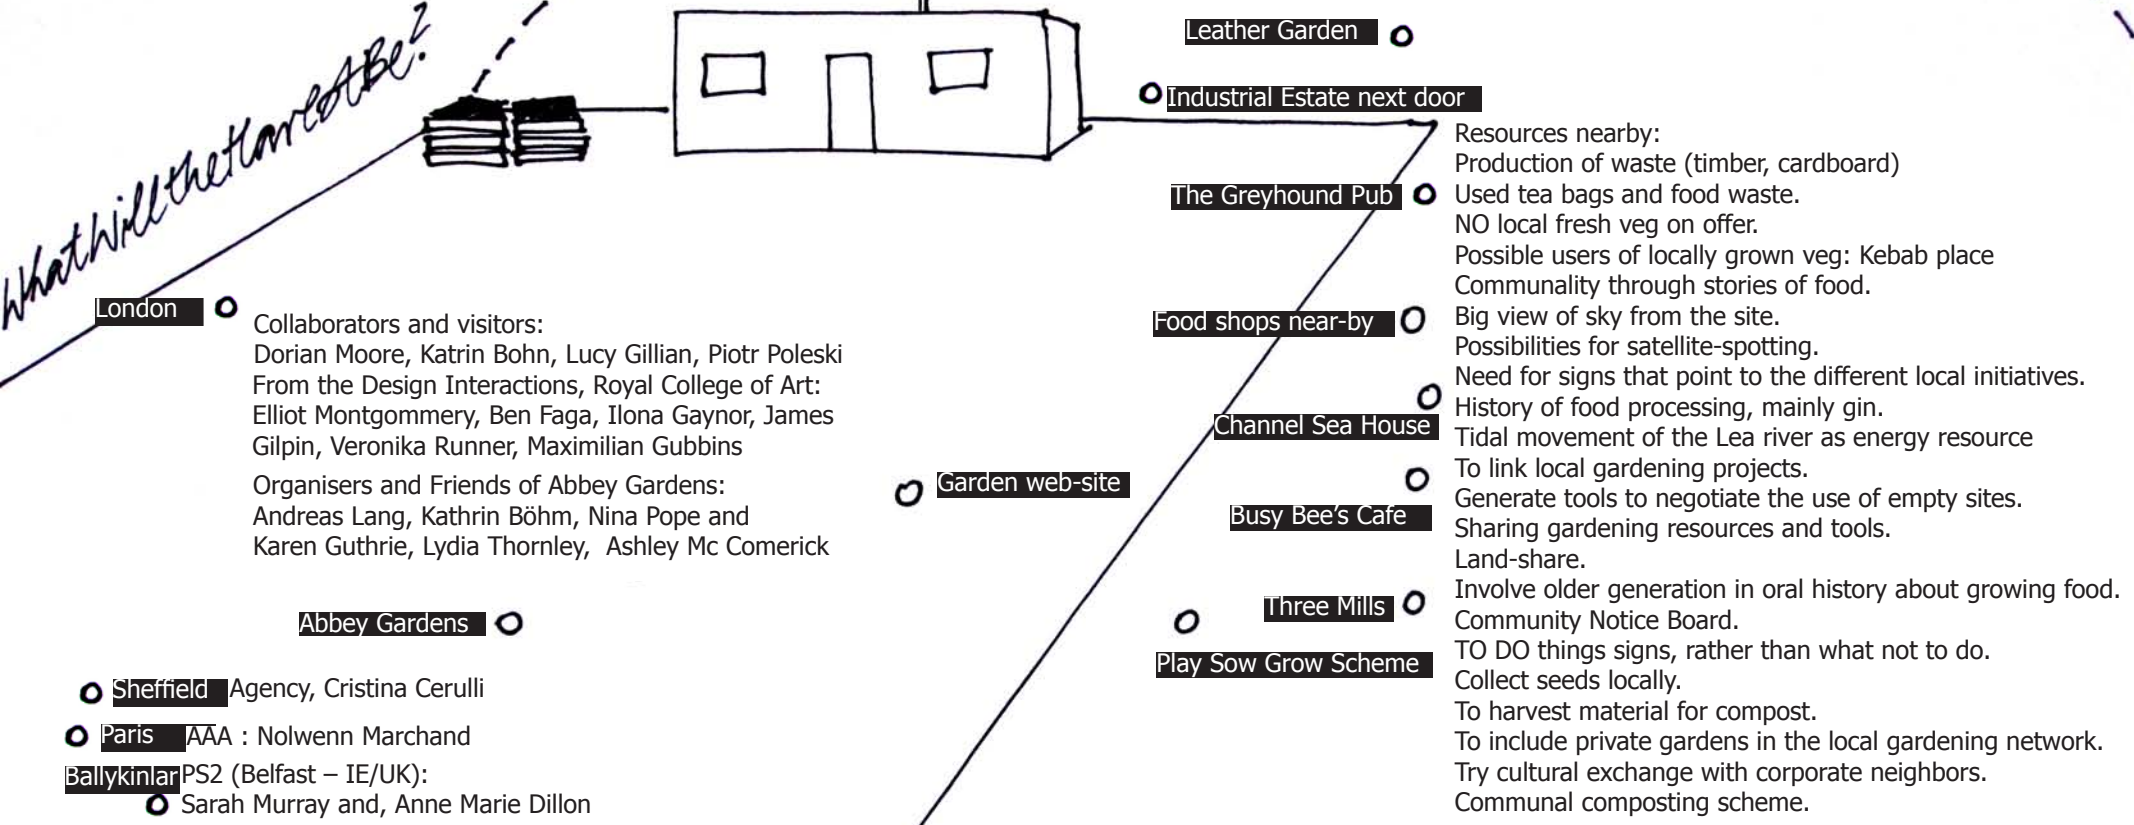 WhatWilltheHarvestBe?
Leather Garden
Industrial Estate next door
The Greyhound Pub
Food shops near-by
Channel Sea House
Busy Bee's Cafe
Three Mills
Play Sow Grow Scheme
Garden web-site
Resources nearby:
Production of waste (timber, cardboard)
Used tea bags and food waste.
NO local fresh veg on offer.
Possible users of locally grown veg: Kebab place
Communality through stories of food.
Big view of sky from the site.
Possibilities for satellite-spotting.
Need for signs that point to the different local initiatives.
History of food processing, mainly gin.
Tidal movement of the Lea river as energy resource
To link local gardening projects.
Generate tools to negotiate the use of empty sites.
Sharing gardening resources and tools.
Land-share.
Involve older generation in oral history about growing food.
Community Notice Board.
TO DO things signs, rather than what not to do.
Collect seeds locally.
To harvest material for compost.
To include private gardens in the local gardening network.
Try cultural exchange with corporate neighbors.
Communal composting scheme.
London
Collaborators and visitors:
Dorian Moore, Katrin Bohn, Lucy Gillian, Piotr Poleski
From the Design Interactions, Royal College of Art:
Elliot Montgommery, Ben Faga, Ilona Gaynor, James
Gilpin, Veronika Runner, Maximilian Gubbins
Organisers and Friends of Abbey Gardens:
Andreas Lang, Kathrin Böhm, Nina Pope and
Karen Guthrie, Lydia Thornley, Ashley Mc Comerick
Abbey Gardens
Sheffield Agency, Cristina Cerulli
Paris AAA : Nolwenn Marchand
Ballykinlar PS2 (Belfast – IE/UK):
Sarah Murray and, Anne Marie Dillon